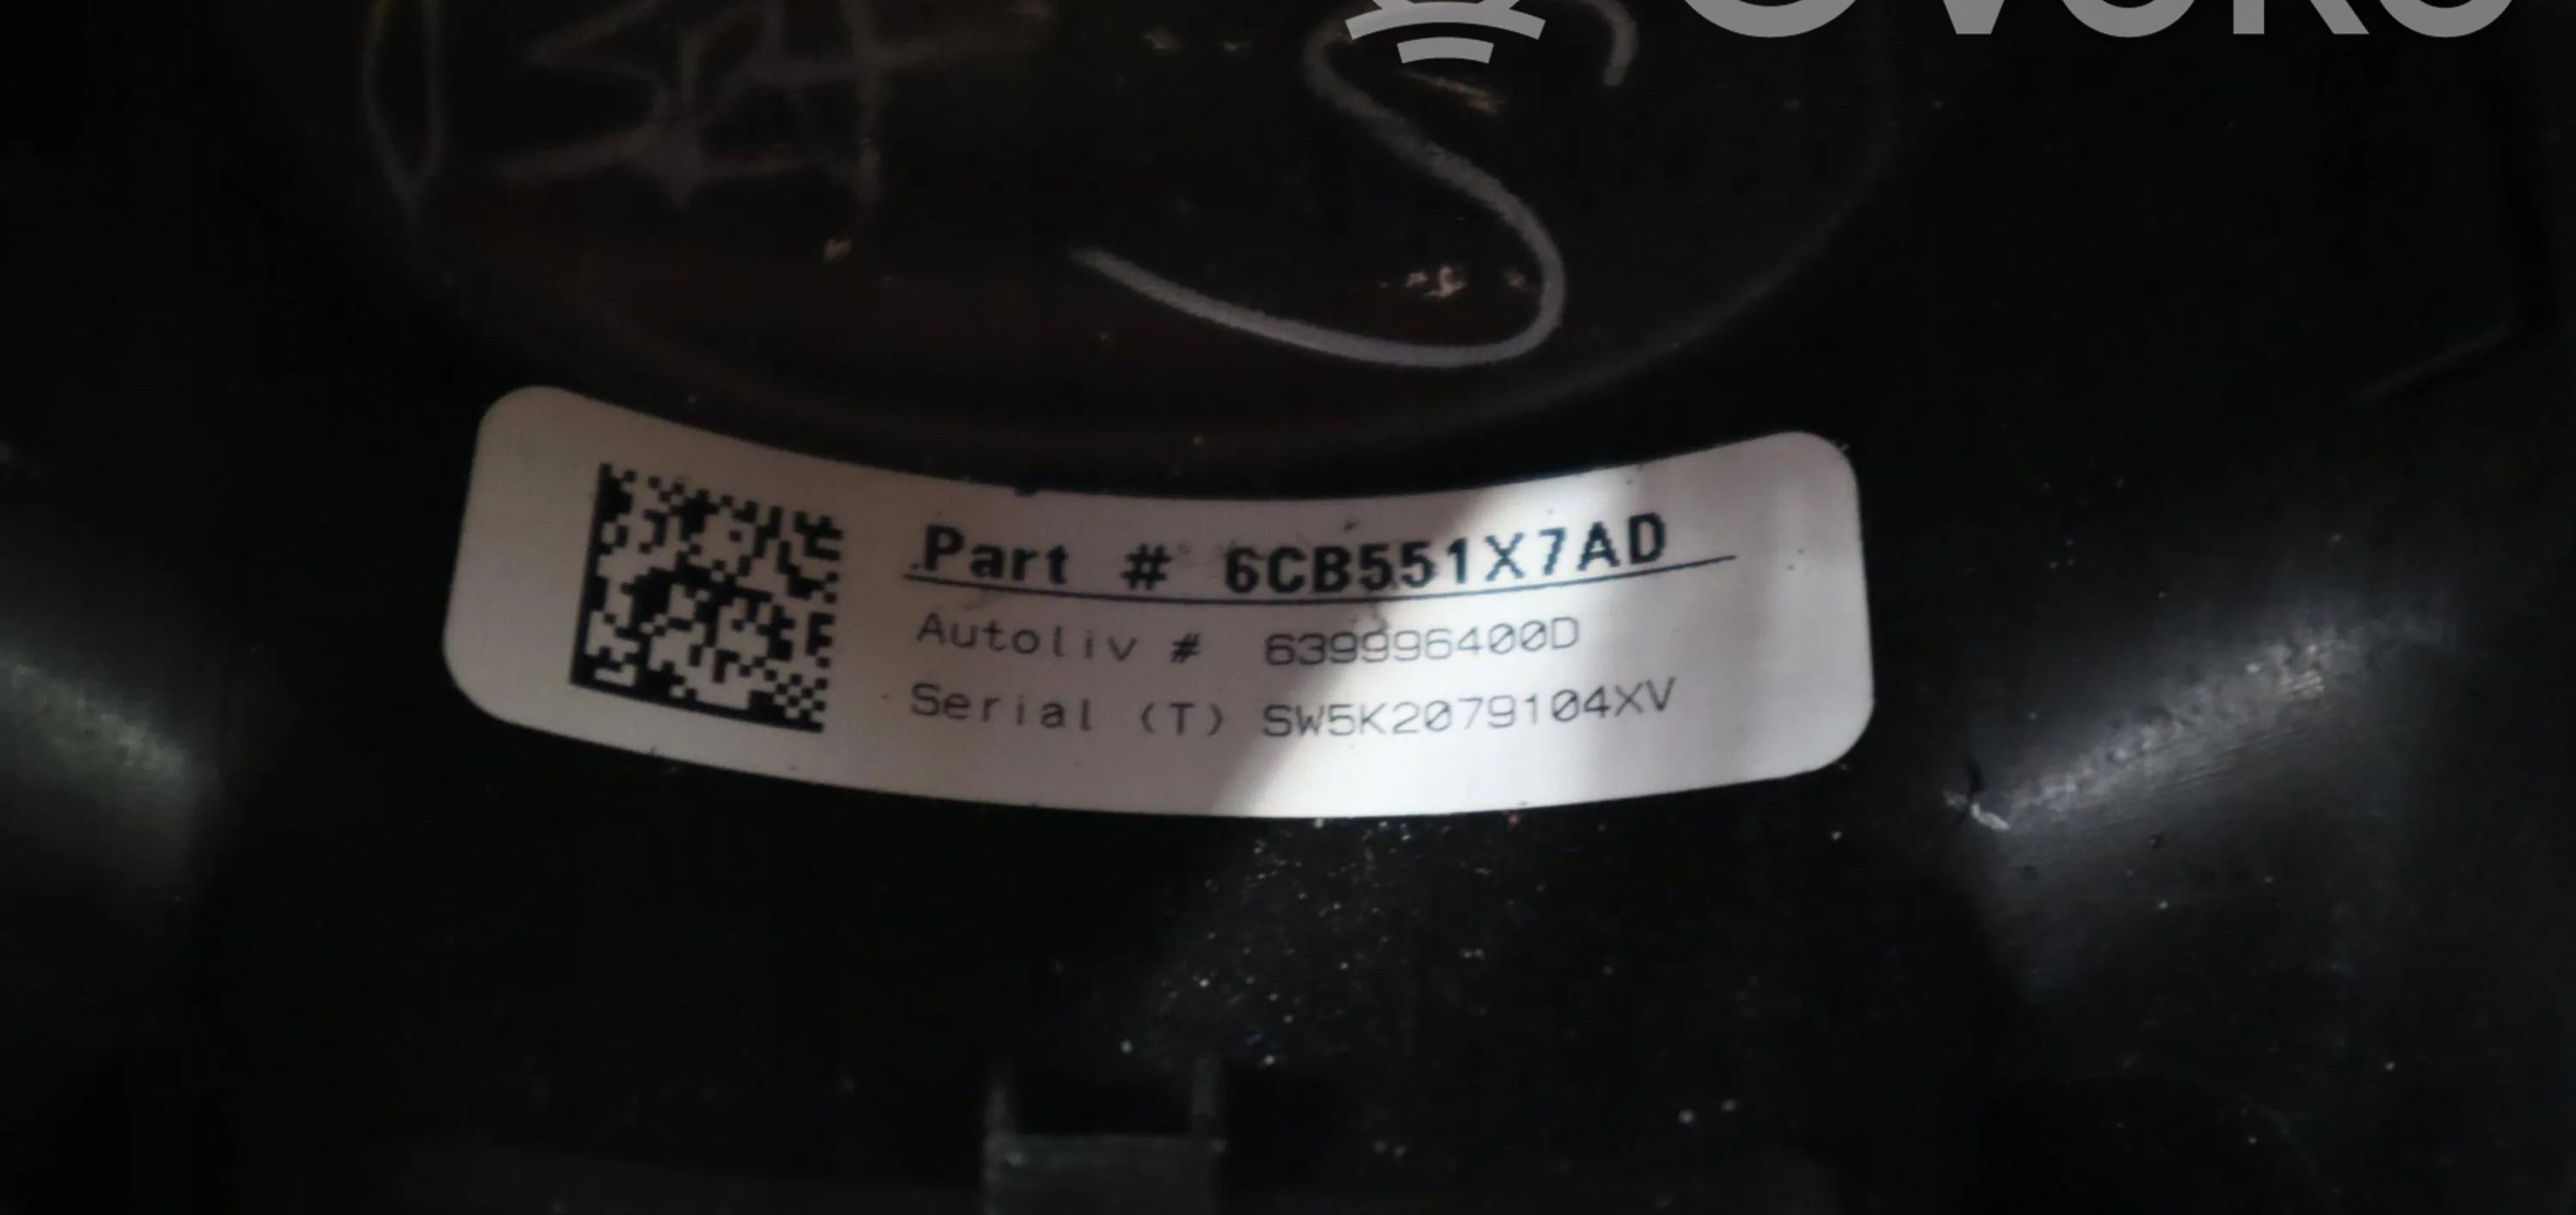 S
Part # 6CB551X7AD
Autoliv # 639996400D
Serial (T) SW5K2079104XV